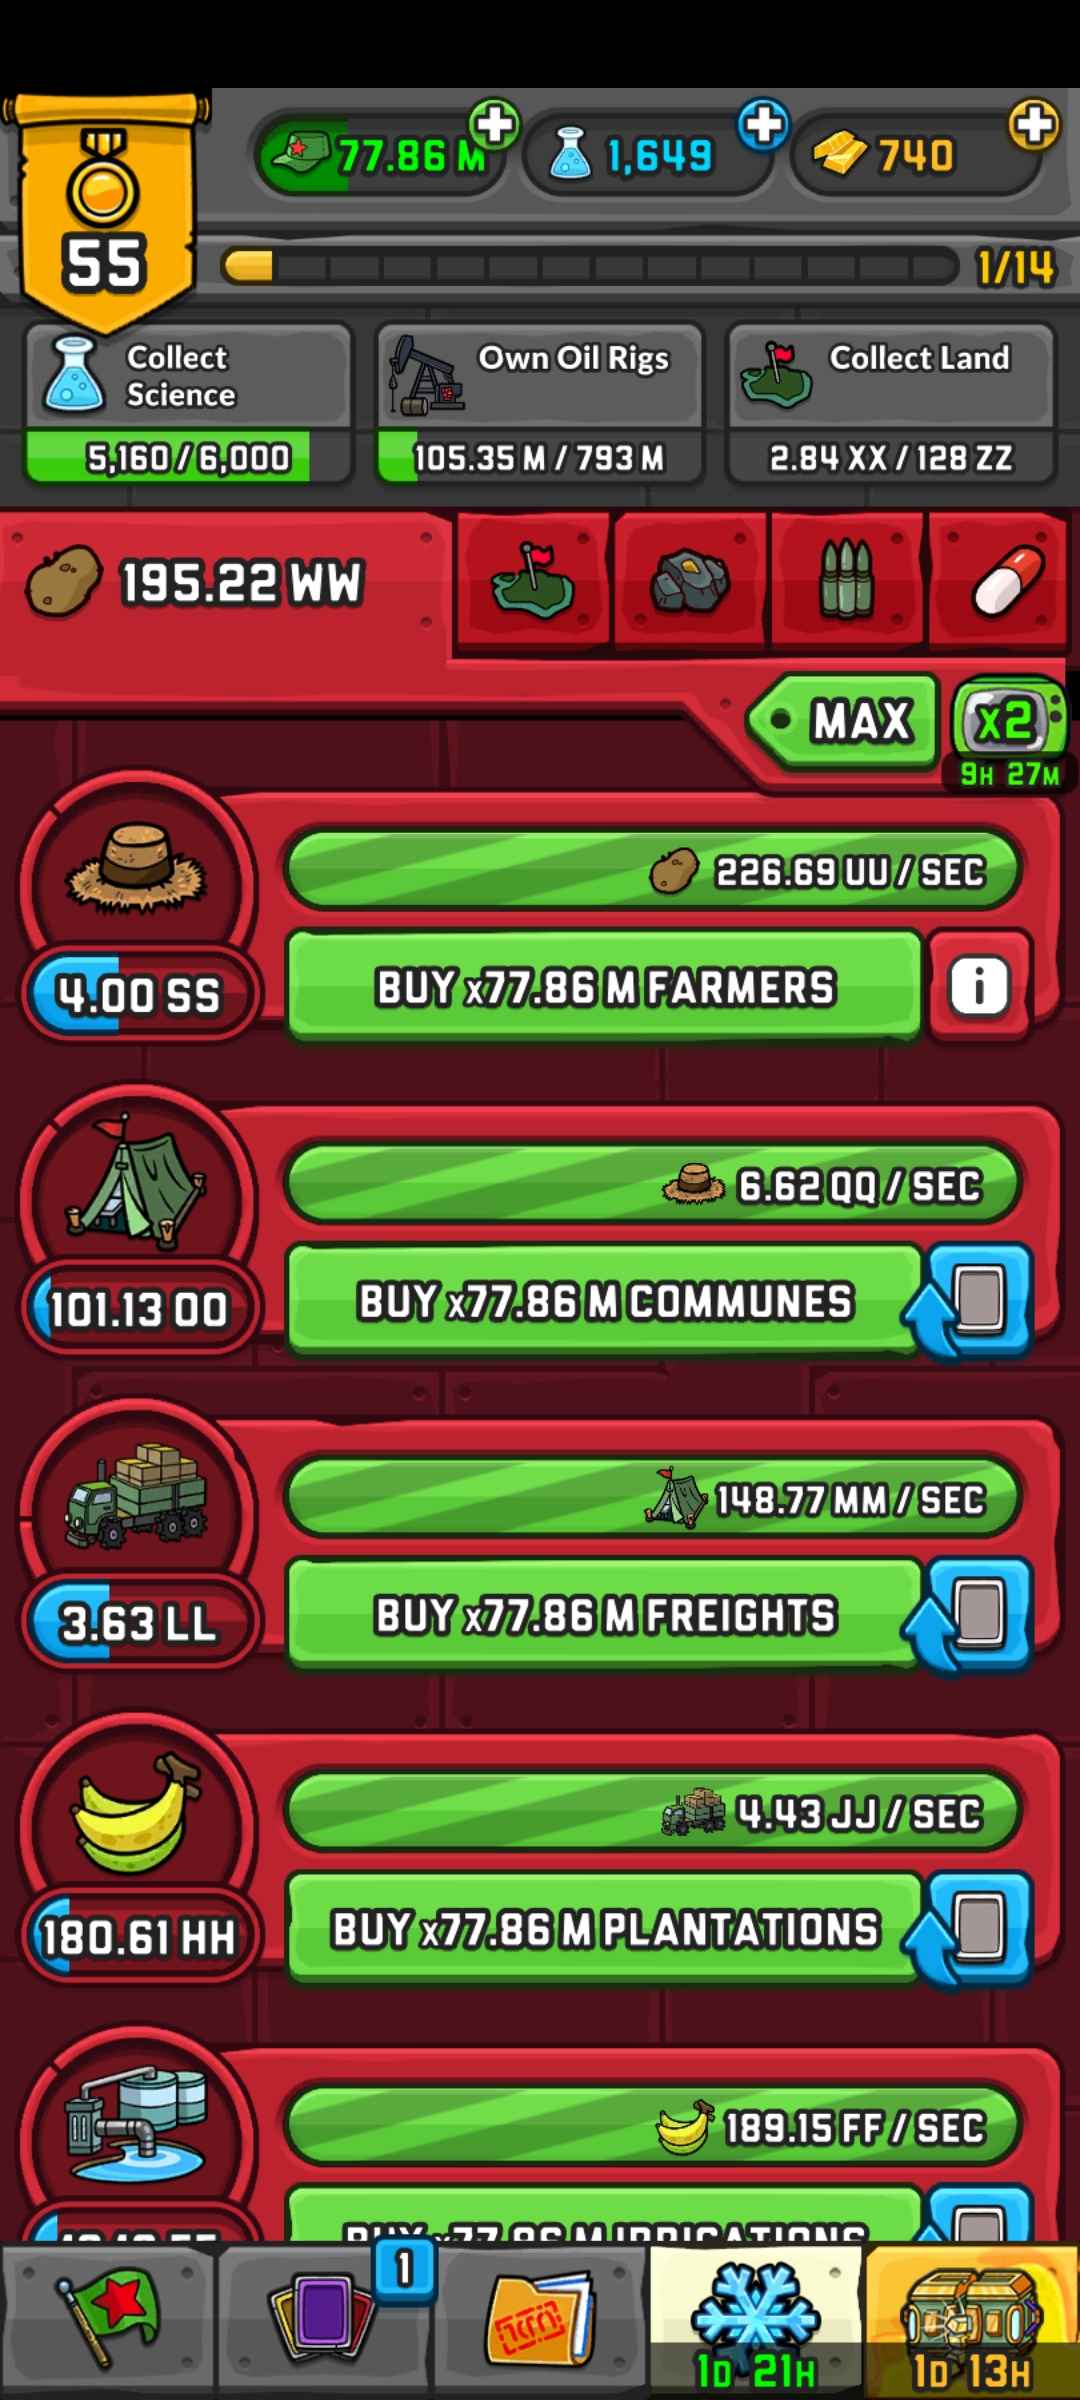 55
77.86 M
1,649
740
1/14
Collect
Science
5,160 / 6,000
Own Oil Rigs
105.35 M / 793 M
Collect Land
2.84 XX / 128 ZZ
195.22 WW
MAX
x2
9H 27M
226.69 UU / SEC
4.00 SS
BUY x77.86 M FARMERS
i
6.62 QQ / SEC
101.13 OO
BUY x77.86 M COMMUNES
148.77 MM / SEC
3.63 LL
BUY x77.86 M FREIGHTS
4.43 JJ / SEC
180.61 HH
BUY x77.86 M PLANTATIONS
189.15 FF / SEC
BUY x77.86 M IRRIGATIONS
1
1D 21H
1D 13H